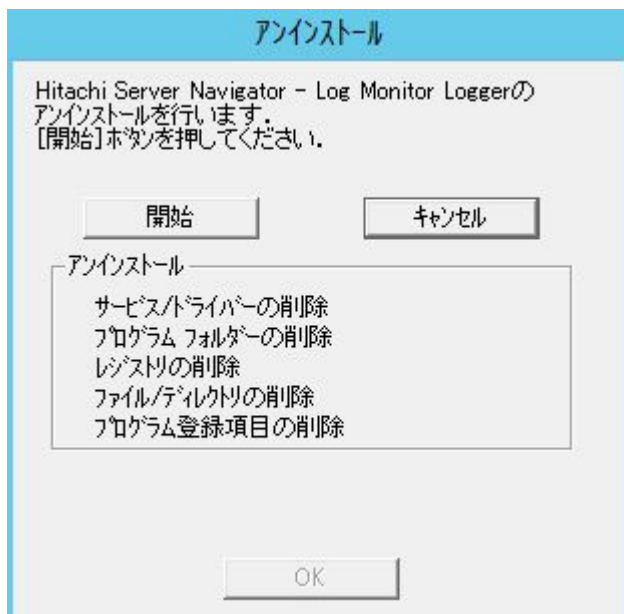 アンインストール
Hitachi Server Navigator - Log Monitor Loggerの
アンインストールを行います.
[開始]ボタンを押してください.
開始 キャンセル
アンインストール
サービス/ドライバーの削除
プログラム フォルダーの削除
レジストリの削除
ファイル/ディレクトリの削除
プログラム登録項目の削除
OK